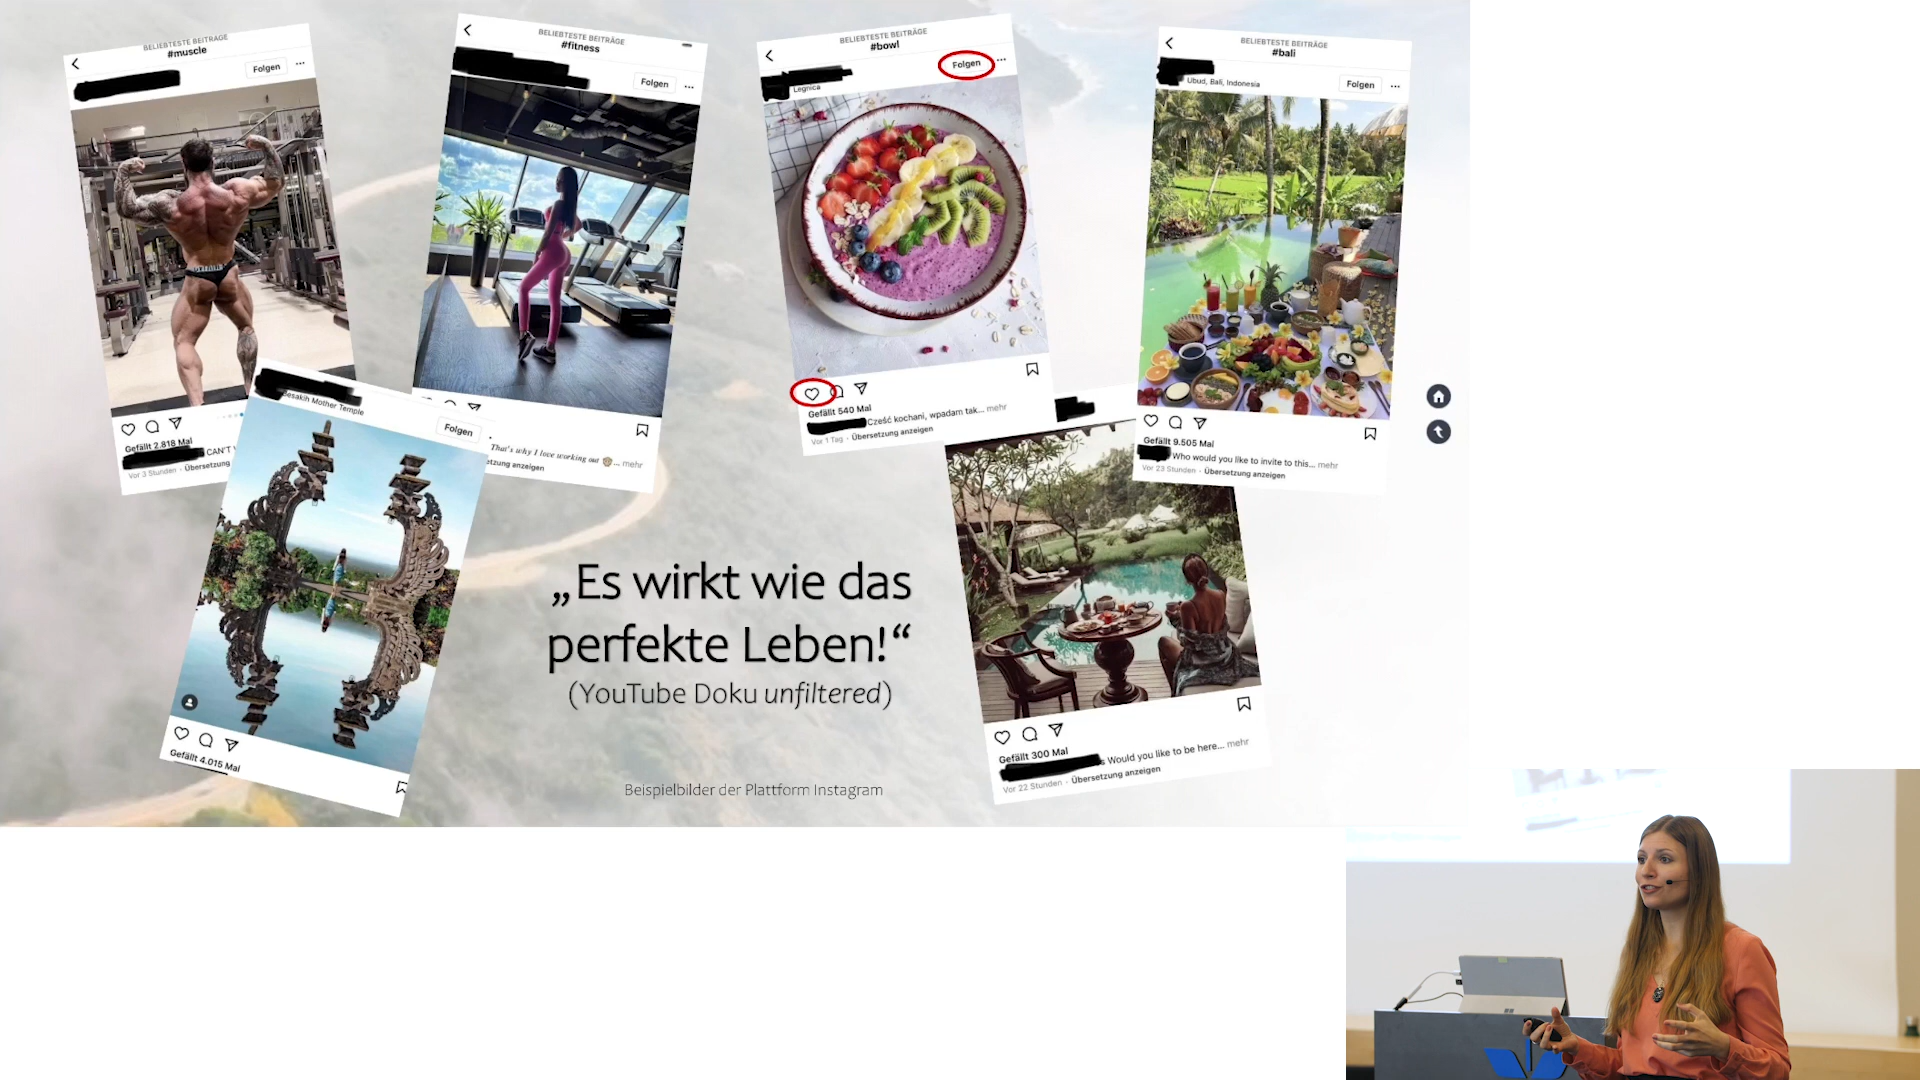 BELIEBTESTE BEITRÄGE
#muscle
Folgen
Gefällt 2.818 Mal
CAN'T
Vor 3 Stunden · Übersetzung
BELIEBTESTE BEITRÄGE
#fitness
Folgen
That's why I love working out ... mehr
etzung anzeigen
BELIEBTESTE BEITRÄGE
#bowl
Legnica
Folgen
Gefällt 540 Mal
Cześć kochani, wpadam tak... mehr
Vor 1 Tag · Übersetzung anzeigen
BELIEBTESTE BEITRÄGE
#bali
Ubud, Bali, Indonesia
Folgen
Gefällt 9.505 Mal
Who would you like to invite to this... mehr
Vor 23 Stunden · Übersetzung anzeigen
Besakih Mother Temple
Folgen
Gefällt 4.015 Mal
Gefällt 300 Mal
s Would you like to be here... mehr
Vor 22 Stunden · Übersetzung anzeigen
„Es wirkt wie das
perfekte Leben!“
(YouTube Doku unfiltered)
Beispielbilder der Plattform Instagram